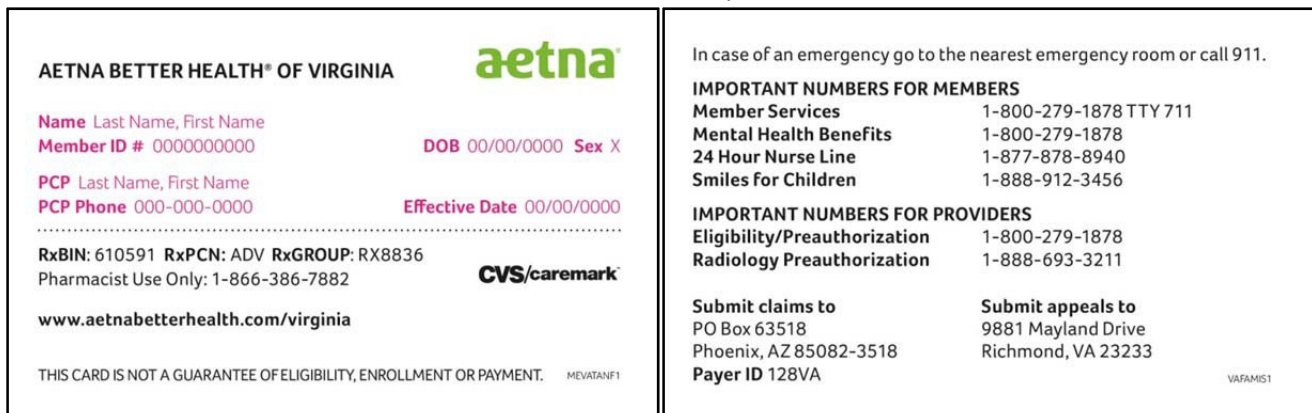 AETNA BETTER HEALTH® OF VIRGINIA
aetna®
Name Last Name, First Name
Member ID # 0000000000 DOB 00/00/0000 Sex X
PCP Last Name, First Name
PCP Phone 000-000-0000 Effective Date 00/00/0000
RxBIN: 610591 RxPCN: ADV RxGROUP: RX8836
Pharmacist Use Only: 1-866-386-7882
CVS/caremark
www.aetnabetterhealth.com/virginia
THIS CARD IS NOT A GUARANTEE OF ELIGIBILITY, ENROLLMENT OR PAYMENT. MEVATANF1
In case of an emergency go to the nearest emergency room or call 911.
IMPORTANT NUMBERS FOR MEMBERS
Member Services 1-800-279-1878 TTY 711
Mental Health Benefits 1-800-279-1878
24 Hour Nurse Line 1-877-878-8940
Smiles for Children 1-888-912-3456
IMPORTANT NUMBERS FOR PROVIDERS
Eligibility/Preauthorization 1-800-279-1878
Radiology Preauthorization 1-888-693-3211
Submit claims to
PO Box 63518
Phoenix, AZ 85082-3518
Payer ID 128VA
Submit appeals to
9881 Mayland Drive
Richmond, VA 23233
VAFAMIS1